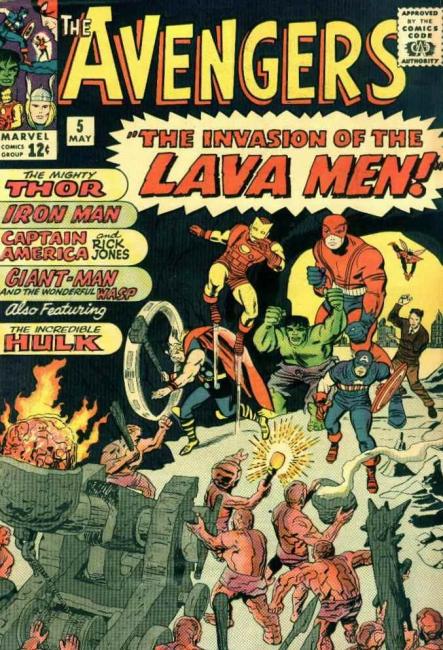 THE
AVENGERS
APPROVED
BY THE
COMICS
CODE
AUTHORITY
MARVEL
COMICS
GROUP
12¢
5
MAY
"THE INVASION OF THE
LAVA MEN!
THE MIGHTY
THOR
IRON MAN
CAPTAIN
AMERICA
and
RICK
JONES
GIANT-MAN
AND THE WONDERFUL WASP
Also Featuring
THE INCREDIBLE
HULK
A